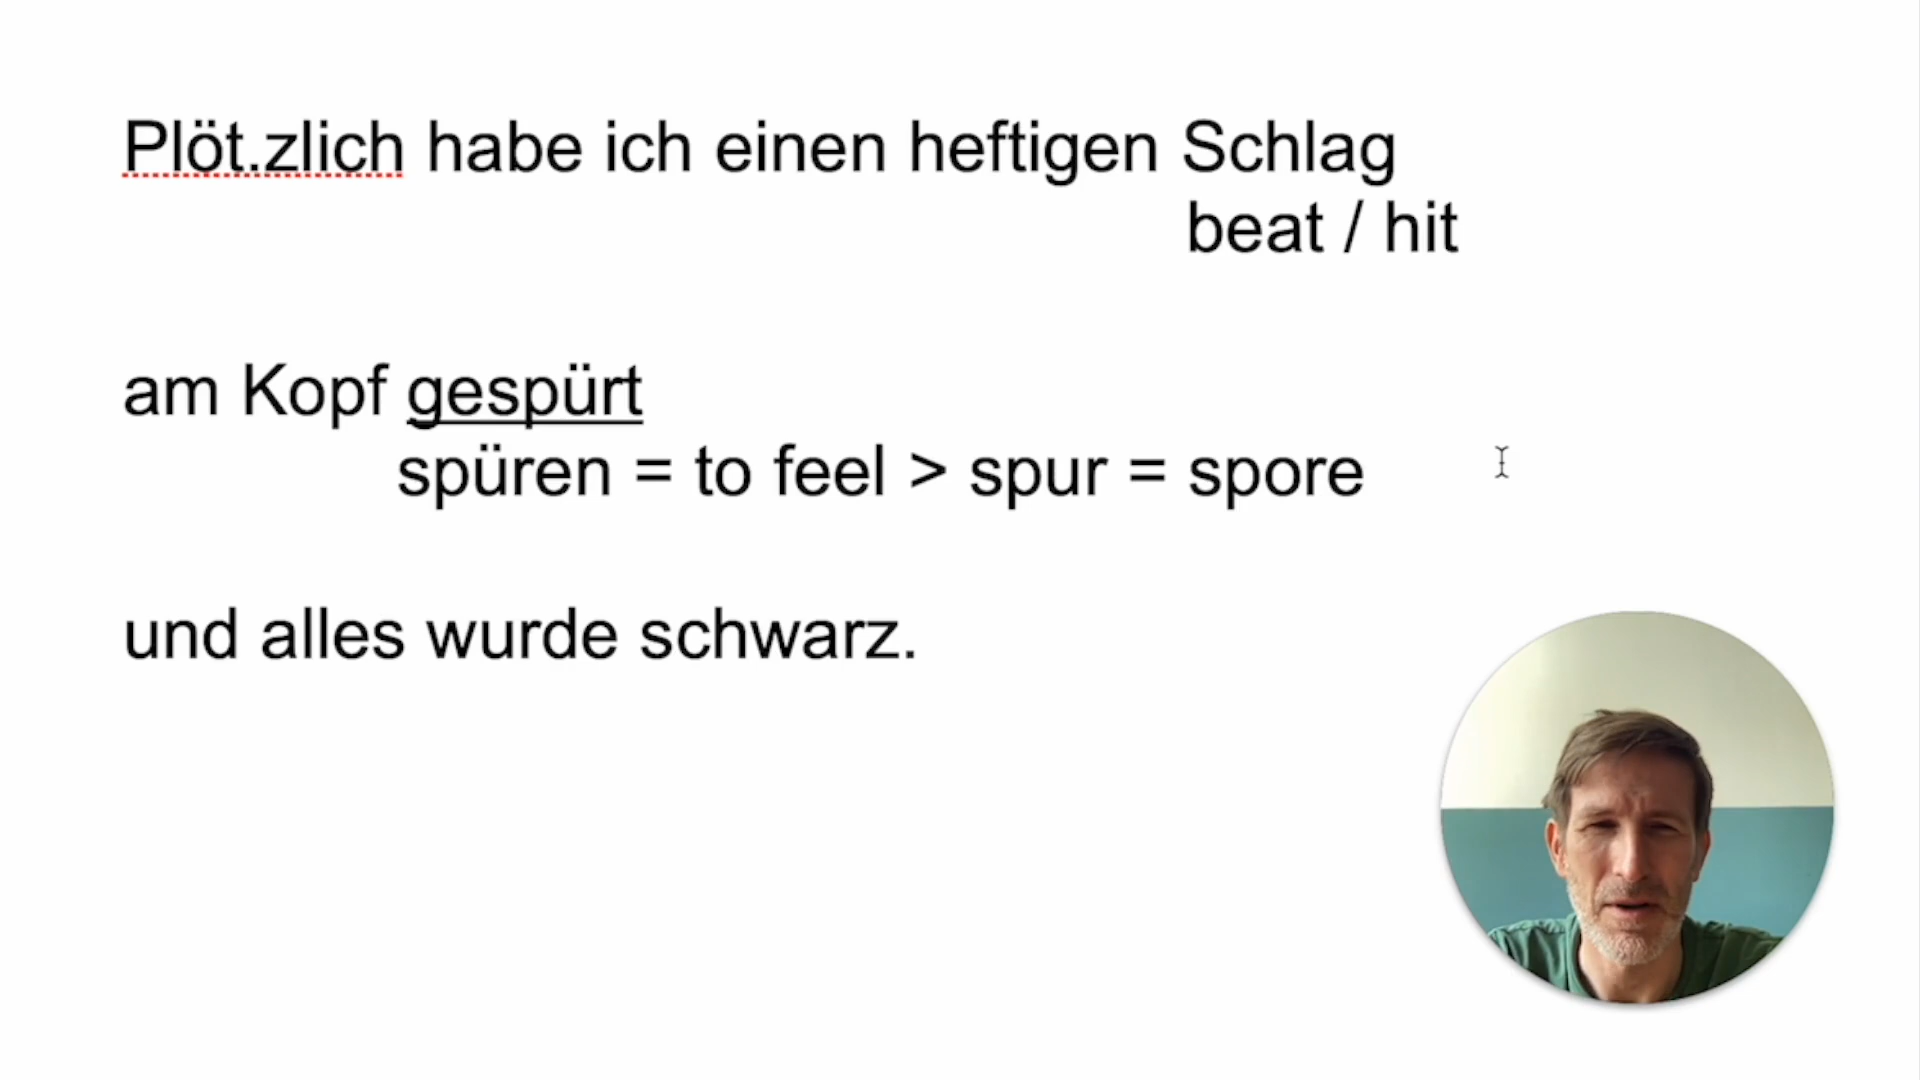 Plöt.zlich habe ich einen heftigen Schlag
beat / hit
am Kopf gespürt
spüren = to feel > spur = spore
und alles wurde schwarz.